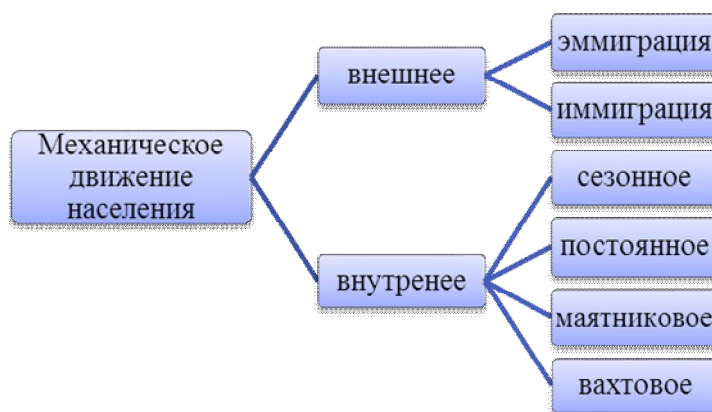 Механическое
движение
населения
внешнее
эммиграция
иммиграция
внутренее
сезонное
постоянное
маятниковое
вахтовое